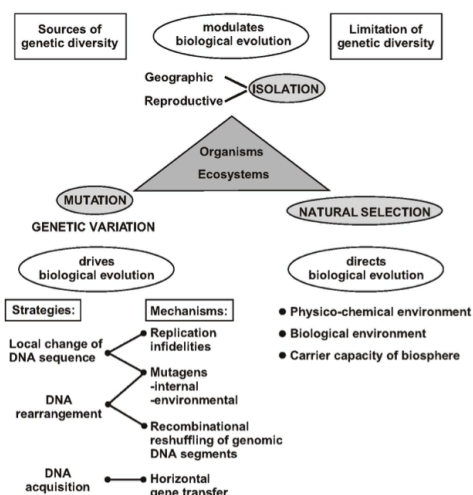 Sources of
genetic diversity
modulates
biological evolution
Limitation of
genetic diversity
Geographic
Reproductive
ISOLATION
Organisms
Ecosystems
MUTATION
GENETIC VARIATION
NATURAL SELECTION
drives
biological evolution
directs
biological evolution
Strategies:
Mechanisms:
• Physico-chemical environment
• Biological environment
• Carrier capacity of biosphere
Local change of
DNA sequence
• Replication
infidelities
• Mutagens
-internal
-environmental
DNA
rearrangement
• Recombinational
reshuffling of genomic
DNA segments
DNA
acquisition
• Horizontal
gene transfer